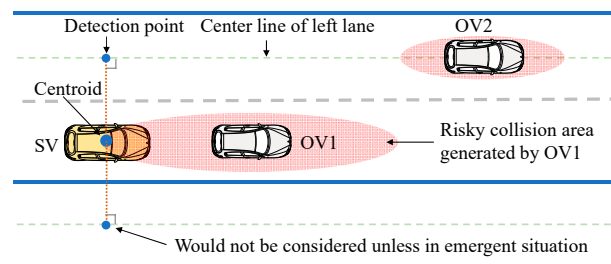 Detection point
Center line of left lane
OV2
Centroid
SV
OV1
Risky collision area
generated by OV1
Would not be considered unless in emergent situation